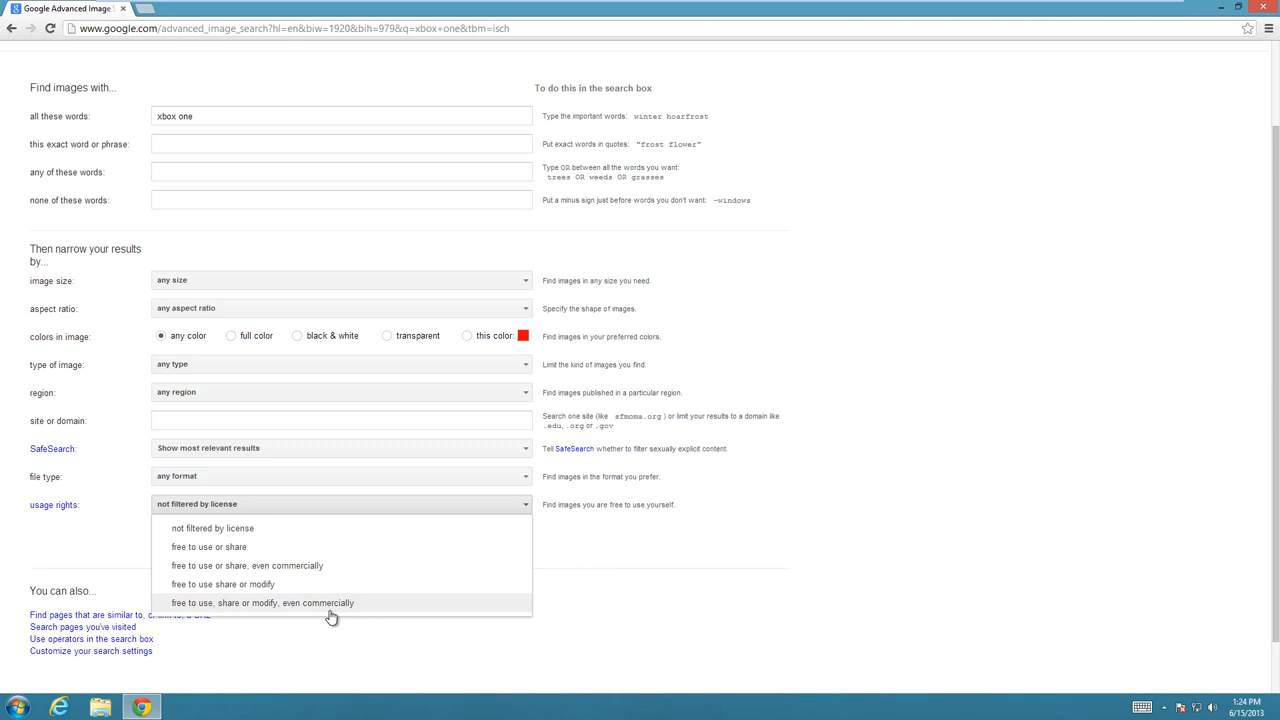 Google Advanced Image S
www.google.com/advanced_image_search?hl=en&biw=1920&bih=979&q=xbox+one&tbm=isch
Find images with...
To do this in the search box
all these words:
xbox one
Type the important words: winter hoarfrost
this exact word or phrase:
Put exact words in quotes: "frost flower"
any of these words:
Type OR between all the words you want:
trees OR weeds OR grasses
none of these words:
Put a minus sign just before words you don't want: -windows
Then narrow your results
by...
image size:
any size
Find images in any size you need.
aspect ratio:
any aspect ratio
Specify the shape of images.
colors in image:
any color
full color
black & white
transparent
this color:
Find images in your preferred colors.
type of image:
any type
Limit the kind of images you find.
region:
any region
Find images published in a particular region.
site or domain:
Search one site (like sfmoma.org ) or limit your results to a domain like
.edu, .org or .gov
SafeSearch:
Show most relevant results
Tell SafeSearch whether to filter sexually explicit content.
file type:
any format
Find images in the format you prefer.
usage rights:
not filtered by license
Find images you are free to use yourself.
not filtered by license
free to use or share
free to use or share, even commercially
free to use share or modify
free to use, share or modify, even commercially
You can also...
Find pages that are similar to, or link to, a URL
Search pages you've visited
Use operators in the search box
Customize your search settings
1:24 PM
6/15/2013